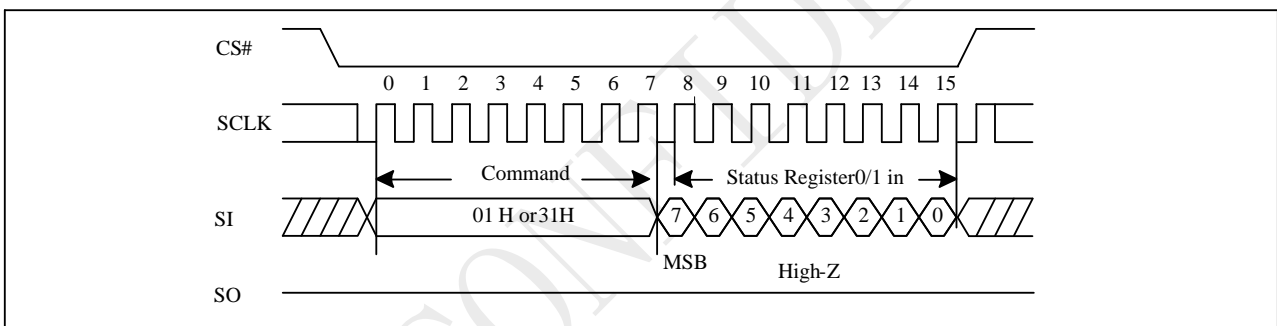 CS#
0 1 2 3 4 5 6 7 8 9 10 11 12 13 14 15
SCLK
Command Status Register0/1 in
SI 01 H or31H 7 6 5 4 3 2 1 0
MSB High-Z
SO